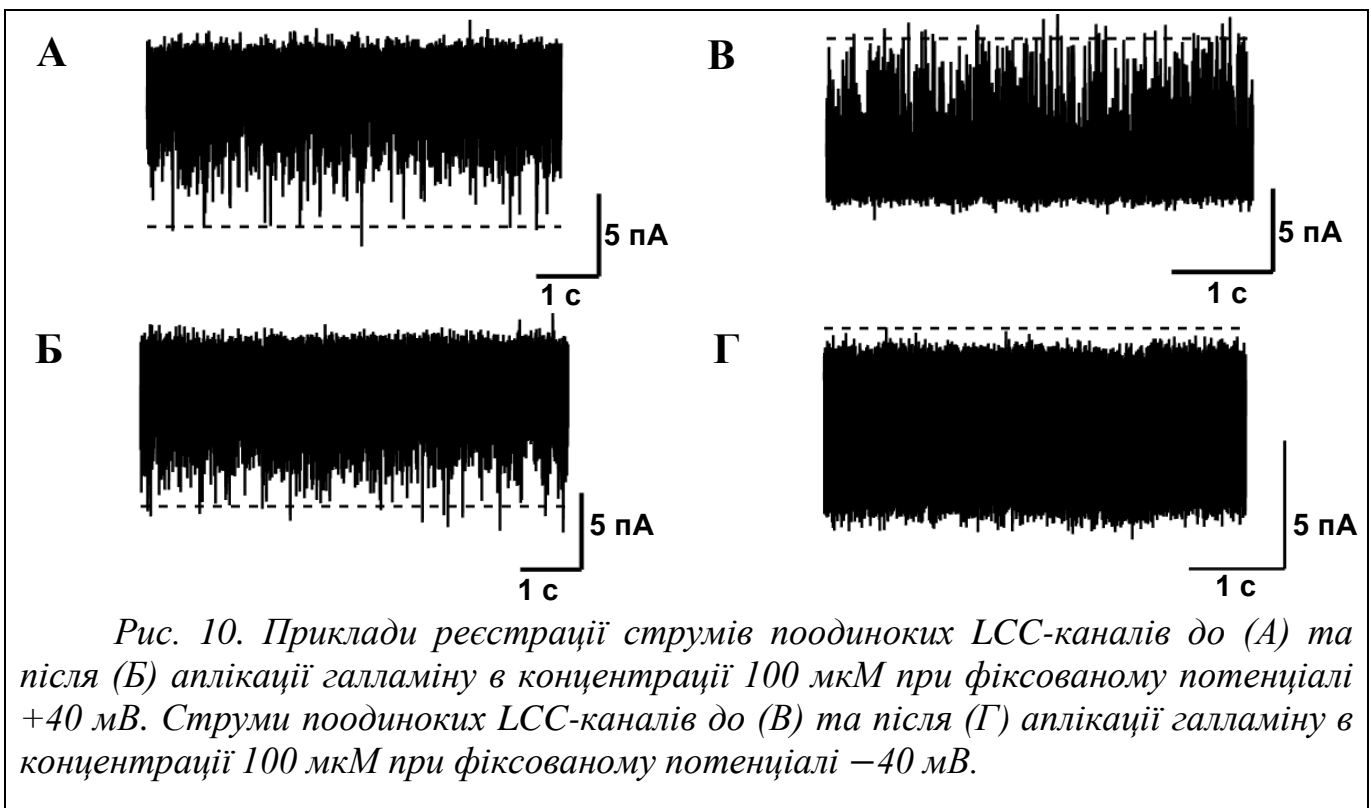 А
В
5 пА
1 с
5 пА
1 с
Б
Г
5 пА
1 с
5 пА
1 с
Рис. 10. Приклади реєстрації струмів поодиноких LCC-каналів до (А) та
після (Б) аплікації галламіну в концентрації 100 мкМ при фіксованому потенціалі
+40 мВ. Струми поодиноких LCC-каналів до (В) та після (Г) аплікації галламіну в
концентрації 100 мкМ при фіксованому потенціалі −40 мВ.